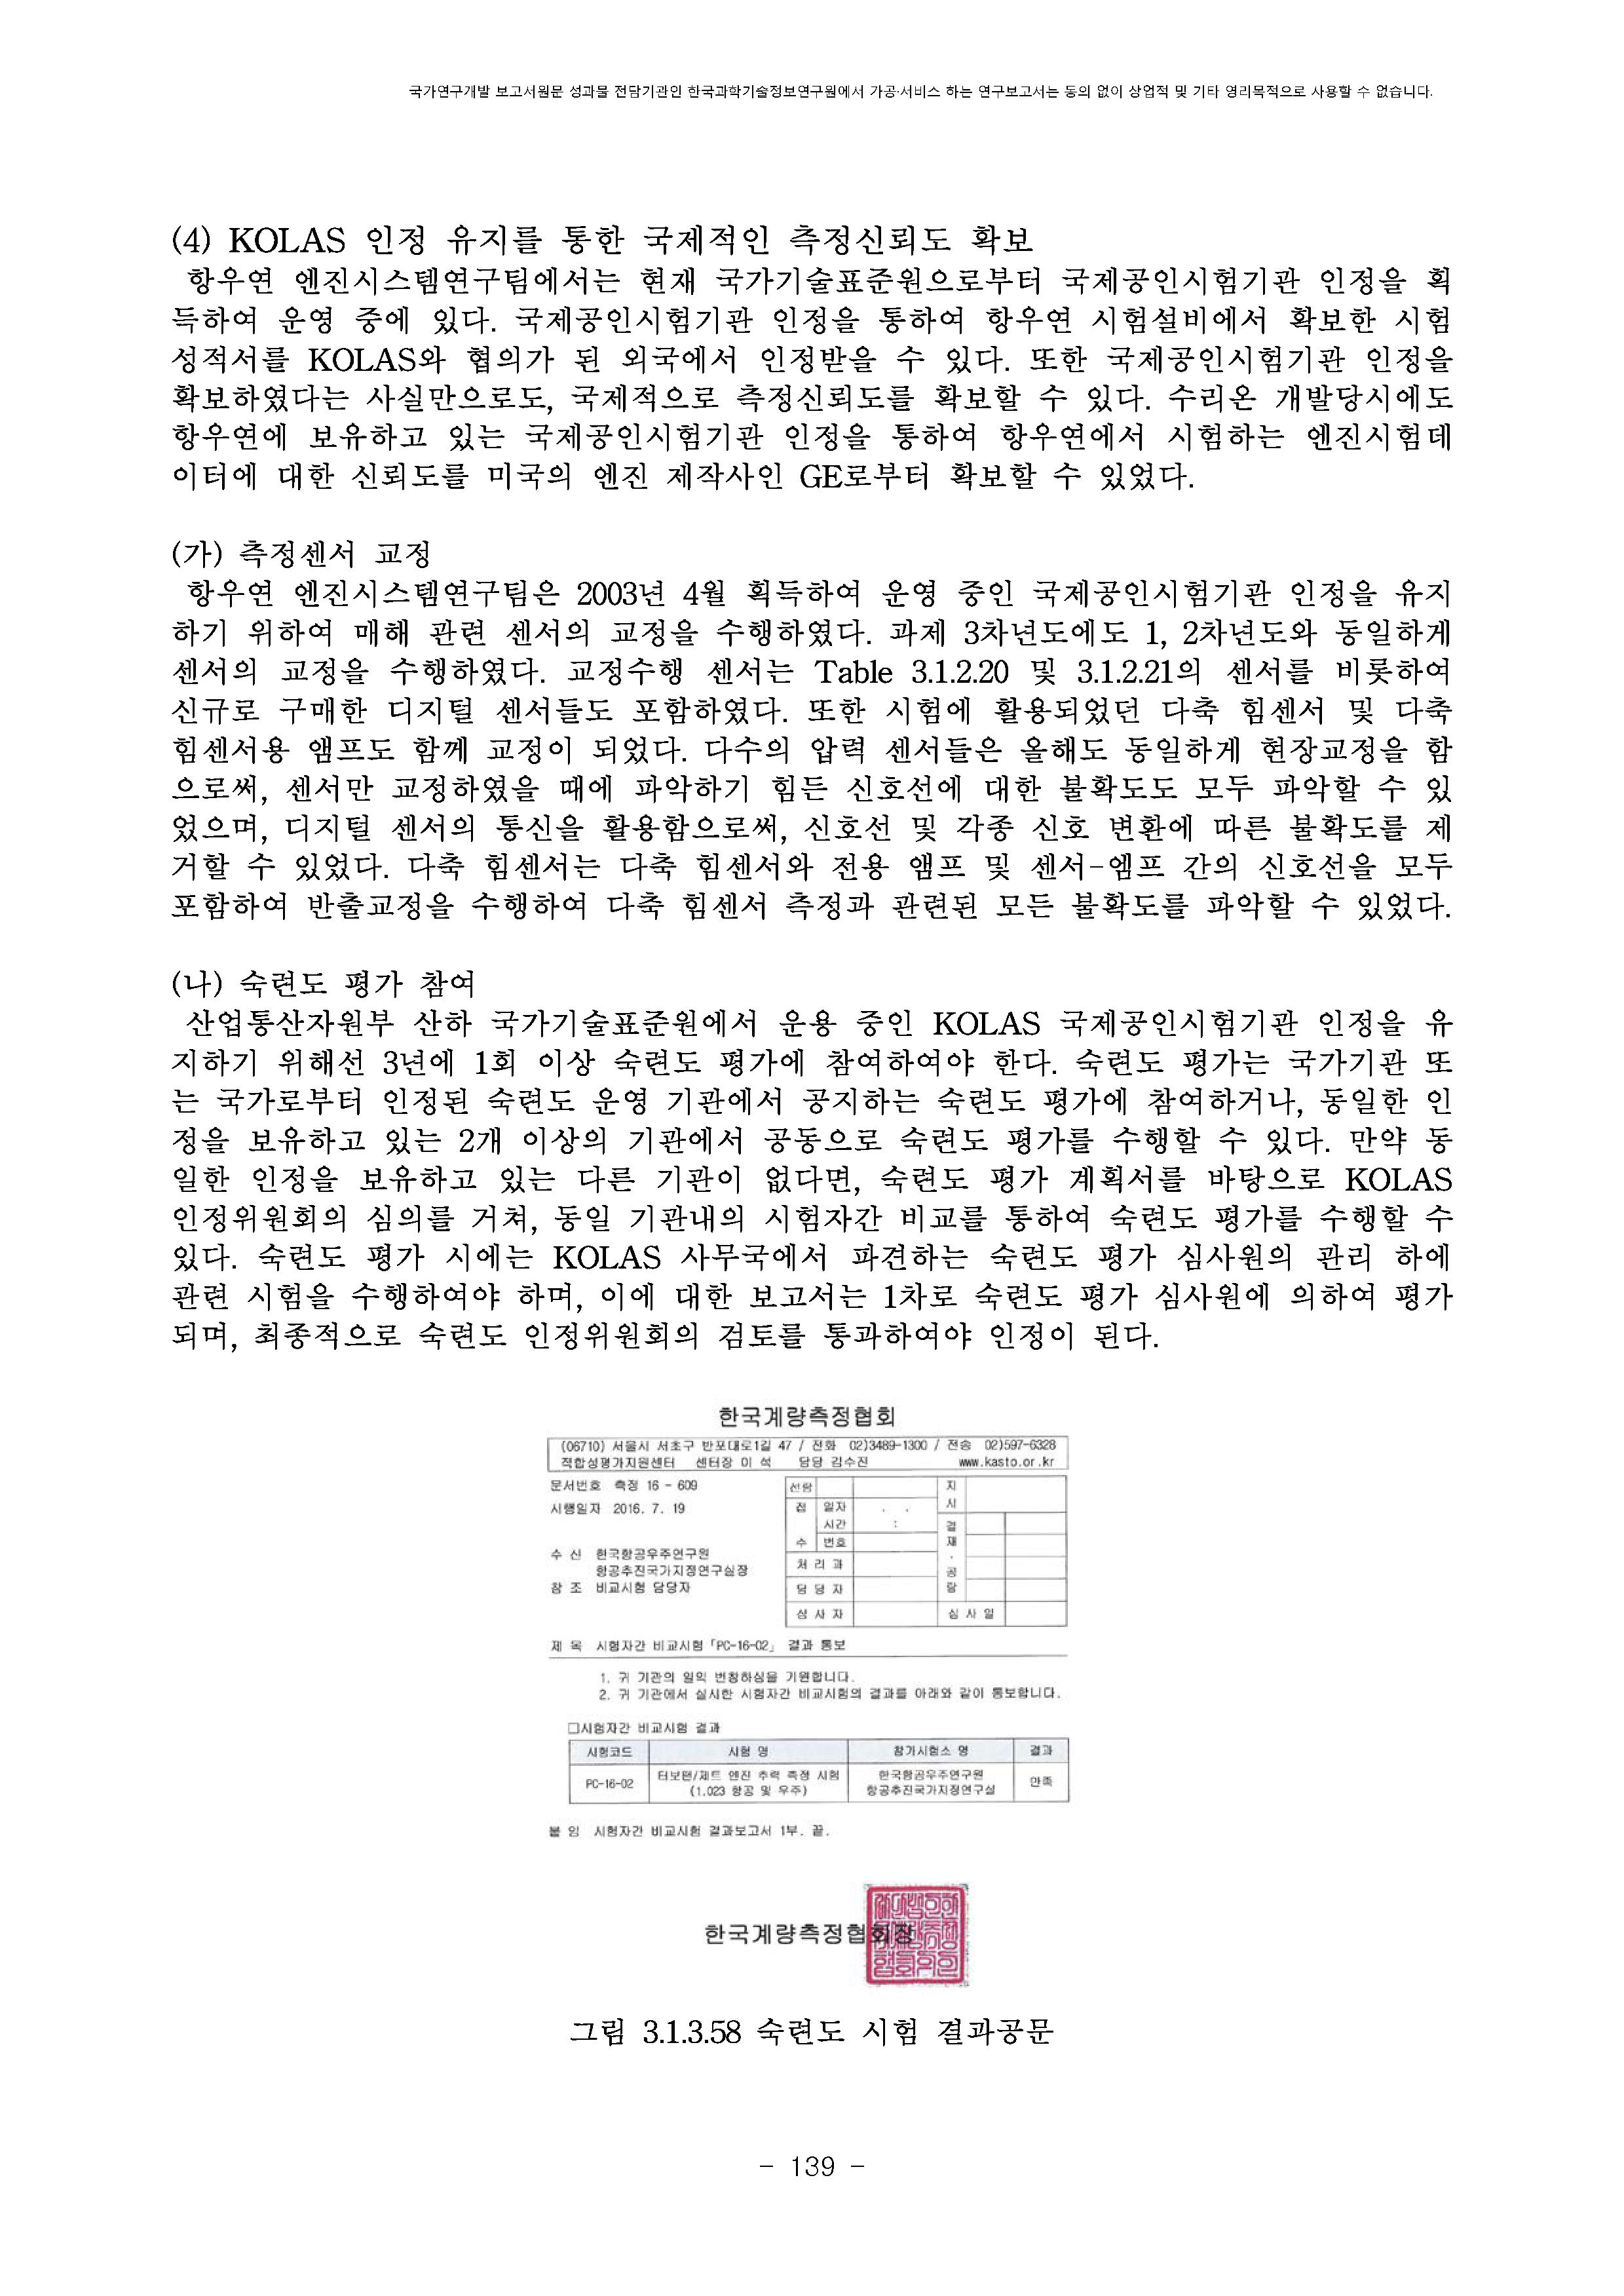 국가연구개발 보고서원문 성과물 전담기관인 한국과학기술정보연구원에서 가공·서비스 하는 연구보고서는 동의 없이 상업적 및 기타 영리목적으로 사용할 수 없습니다.
(4) KOLAS 인정 유지를 통한 국제적인 측정신뢰도 확보
항우연 엔진시스템연구팀에서는 현재 국가기술표준원으로부터 국제공인시험기관 인정을 획
득하여 운영 중에 있다. 국제공인시험기관 인정을 통하여 항우연 시험설비에서 확보한 시험
성적서를 KOLAS와 협의가 된 외국에서 인정받을 수 있다. 또한 국제공인시험기관 인정을
확보하였다는 사실만으로도, 국제적으로 측정신뢰도를 확보할 수 있다. 수리온 개발당시에도
항우연에 보유하고 있는 국제공인시험기관 인정을 통하여 항우연에서 시험하는 엔진시험데
이터에 대한 신뢰도를 미국의 엔진 제작사인 GE로부터 확보할 수 있었다.
(가) 측정센서 교정
항우연 엔진시스템연구팀은 2003년 4월 획득하여 운영 중인 국제공인시험기관 인정을 유지
하기 위하여 매해 관련 센서의 교정을 수행하였다. 과제 3차년도에도 1, 2차년도와 동일하게
센서의 교정을 수행하였다. 교정수행 센서는 Table 3.1.2.20 및 3.1.2.21의 센서를 비롯하여
신규로 구매한 디지털 센서들도 포함하였다. 또한 시험에 활용되었던 다축 힘센서 및 다축
힘센서용 앰프도 함께 교정이 되었다. 다수의 압력 센서들은 올해도 동일하게 현장교정을 함
으로써, 센서만 교정하였을 때에 파악하기 힘든 신호선에 대한 불확도도 모두 파악할 수 있
었으며, 디지털 센서의 통신을 활용함으로써, 신호선 및 각종 신호 변환에 따른 불확도를 제
거할 수 있었다. 다축 힘센서는 다축 힘센서와 전용 앰프 및 센서-엠프 간의 신호선을 모두
포함하여 반출교정을 수행하여 다축 힘센서 측정과 관련된 모든 불확도를 파악할 수 있었다.
(나) 숙련도 평가 참여
산업통산자원부 산하 국가기술표준원에서 운용 중인 KOLAS 국제공인시험기관 인정을 유
지하기 위해선 3년에 1회 이상 숙련도 평가에 참여하여야 한다. 숙련도 평가는 국가기관 또
는 국가로부터 인정된 숙련도 운영 기관에서 공지하는 숙련도 평가에 참여하거나, 동일한 인
정을 보유하고 있는 2개 이상의 기관에서 공동으로 숙련도 평가를 수행할 수 있다. 만약 동
일한 인정을 보유하고 있는 다른 기관이 없다면, 숙련도 평가 계획서를 바탕으로 KOLAS
인정위원회의 심의를 거쳐, 동일 기관내의 시험자간 비교를 통하여 숙련도 평가를 수행할 수
있다. 숙련도 평가 시에는 KOLAS 사무국에서 파견하는 숙련도 평가 심사원의 관리 하에
관련 시험을 수행하여야 하며, 이에 대한 보고서는 1차로 숙련도 평가 심사원에 의하여 평가
되며, 최종적으로 숙련도 인정위원회의 검토를 통과하여야 인정이 된다.
한국계량측정협회
(06710) 서울시 서초구 반포대로1길 47 / 전화 02)3489-1300 / 전송 02)597-6328
적합성평가지원센터 센터장 이 석 담당 김수진 www.kasto.or.kr
문서번호 측정 16 - 609
시행일자 2016. 7. 19
수 신 한국항공우주연구원
항공추진국가지정연구실장
참 조 비교시험 담당자
선람 지
접 일자 . . 시
시간 : 결
수 번호 재
처 리 과 · 공
담 당 자 람
심 사 자 심 사 일
제 목 시험자간 비교시험「PC-16-02」 결과 통보
1. 귀 기관의 일익 번창하심을 기원합니다.
2. 귀 기관에서 실시한 시험자간 비교시험의 결과를 아래와 같이 통보합니다.
□시험자간 비교시험 결과
시험코드 시험 명 참가시험소 명 결과
PC-16-02 터보팬/제트 엔진 추력 측정 시험 (1.023 항공 및 우주) 한국항공우주연구원 항공추진국가지정연구실 만족
붙 임 시험자간 비교시험 결과보고서 1부. 끝.
한국계량측정협회장
그림 3.1.3.58 숙련도 시험 결과공문
- 139 -